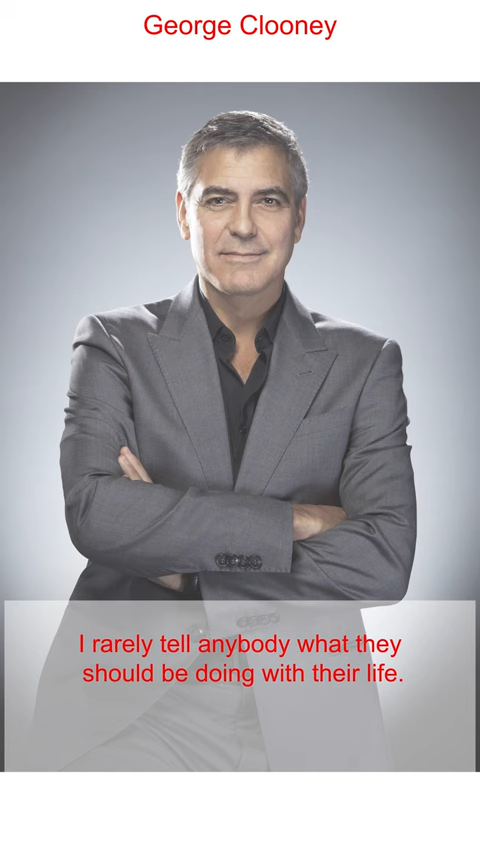 George Clooney
I rarely tell anybody what they
should be doing with their life.